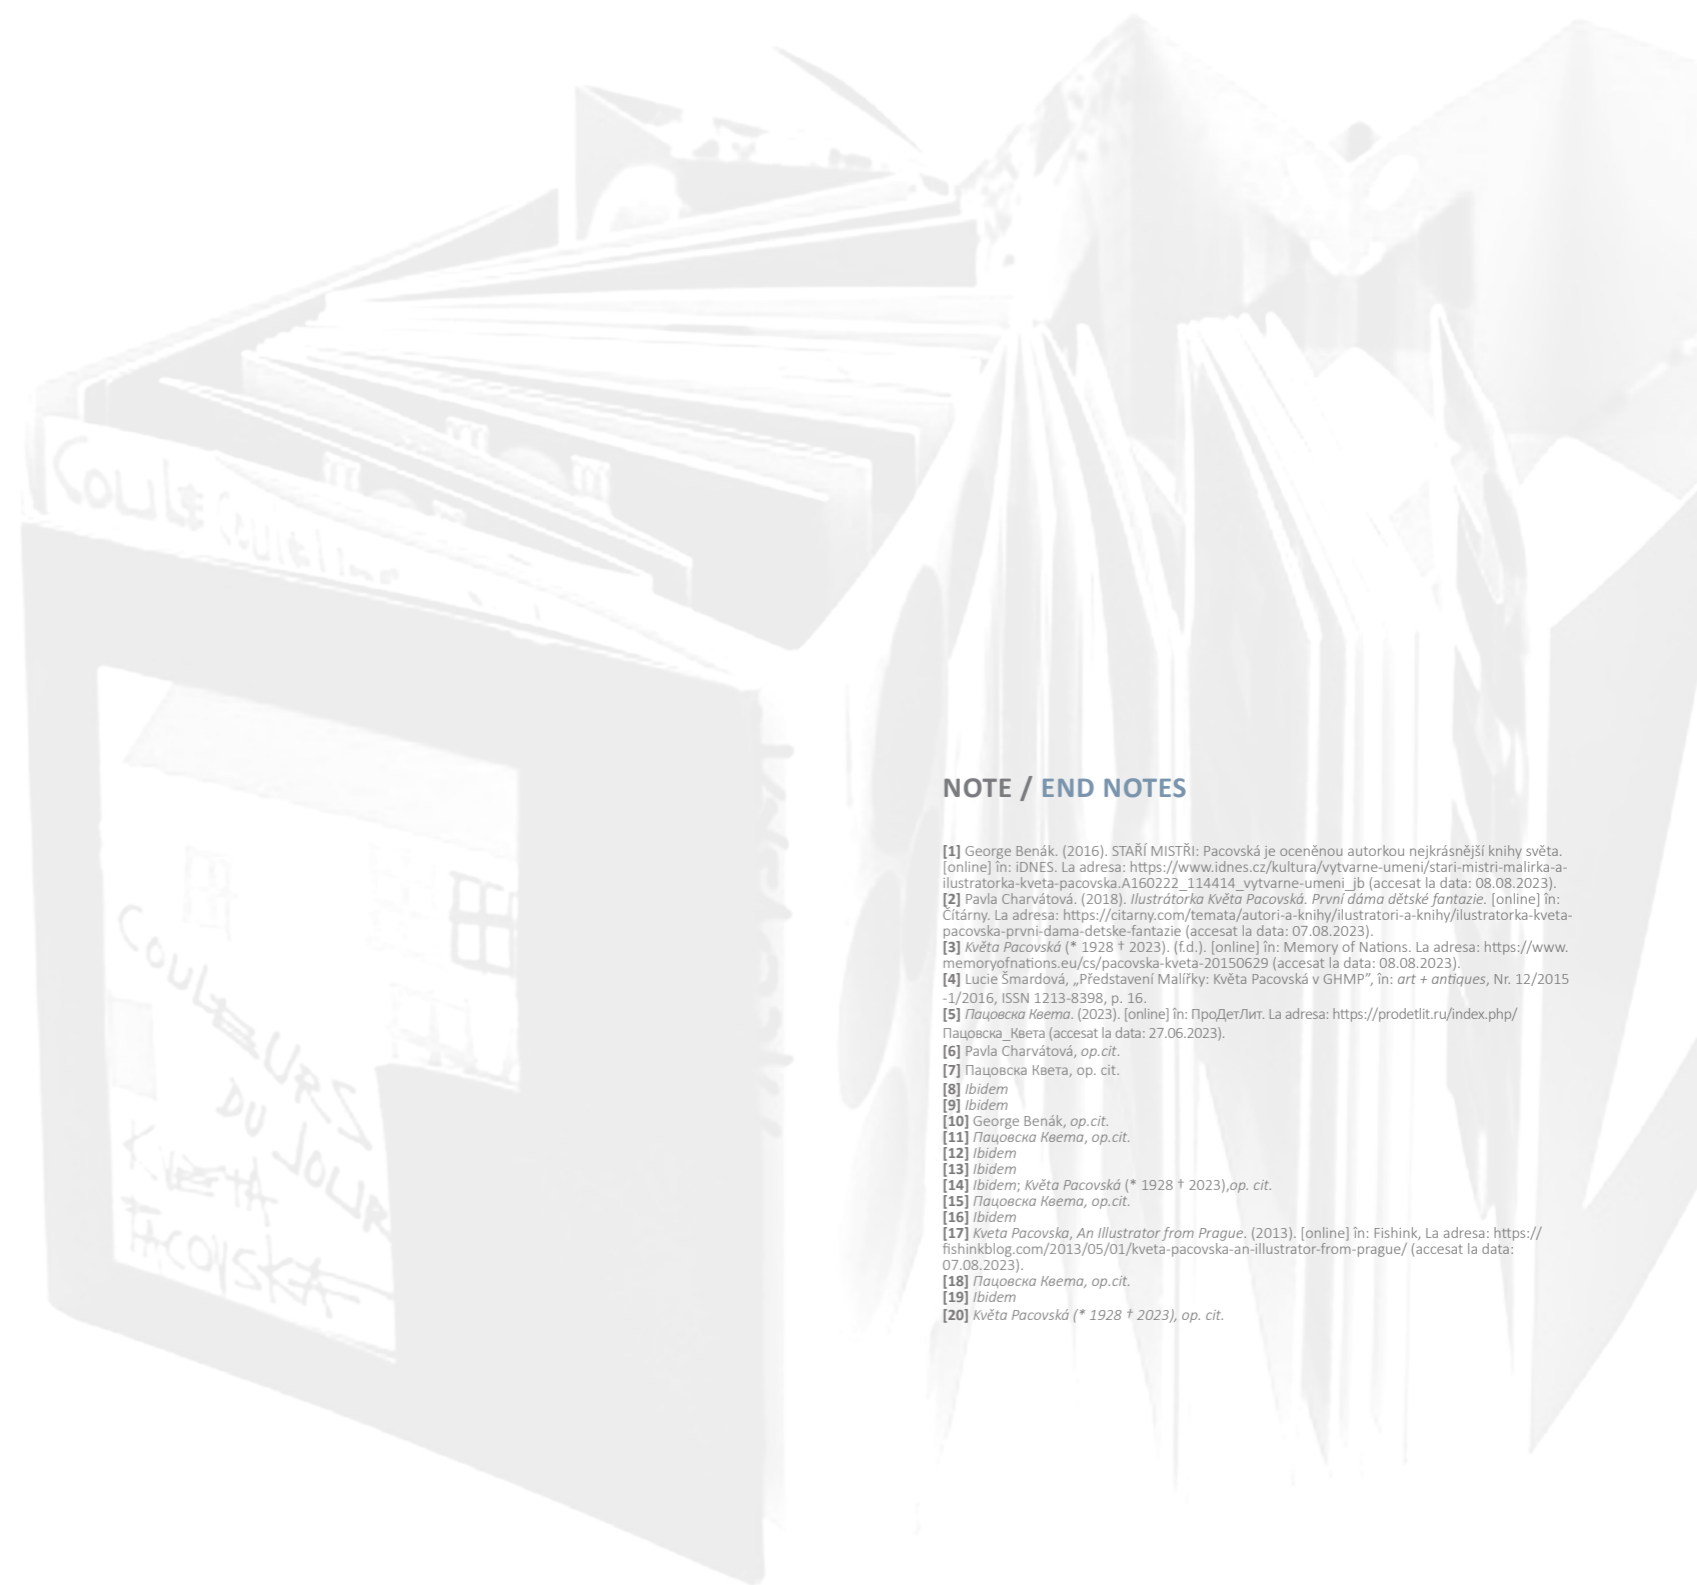 Coule
COULEURS
DU JOUR
KVĚTA
PACOVSKA
NOTE / END NOTES
[1] George Benák. (2016). STAŘÍ MISTŘI: Pacovská je oceněnou autorkou nejkrásnější knihy světa.
[online] în: iDNES. La adresa: https://www.idnes.cz/kultura/vytvarne-umeni/stari-mistri-malirka-a-
ilustratorka-kveta-pacovska.A160222_114414_vytvarne-umeni_jb (accesat la data: 08.08.2023).
[2] Pavla Charvátová. (2018). Ilustrátorka Květa Pacovská. První dáma dětské fantazie. [online] în:
Čítárny. La adresa: https://citarny.com/temata/autori-a-knihy/ilustratori-a-knihy/ilustratorka-kveta-
pacovska-prvni-dama-detske-fantazie (accesat la data: 07.08.2023).
[3] Květa Pacovská (* 1928 † 2023). (f.d.). [online] în: Memory of Nations. La adresa: https://www.
memoryofnations.eu/cs/pacovska-kveta-20150629 (accesat la data: 08.08.2023).
[4] Lucie Šmardová, „Představení Malířky: Květa Pacovská v GHMP”, în: art + antiques, Nr. 12/2015
-1/2016, ISSN 1213-8398, p. 16.
[5] Пацовска Квета. (2023). [online] în: ПроДетЛит. La adresa: https://prodetlit.ru/index.php/
Пацовска_Квета (accesat la data: 27.06.2023).
[6] Pavla Charvátová, op.cit.
[7] Пацовска Квета, op. cit.
[8] Ibidem
[9] Ibidem
[10] George Benák, op.cit.
[11] Пацовска Квета, op.cit.
[12] Ibidem
[13] Ibidem
[14] Ibidem; Květa Pacovská (* 1928 † 2023),op. cit.
[15] Пацовска Квета, op.cit.
[16] Ibidem
[17] Kveta Pacovska, An Illustrator from Prague. (2013). [online] în: Fishink, La adresa: https://
fishinkblog.com/2013/05/01/kveta-pacovska-an-illustrator-from-prague/ (accesat la data:
07.08.2023).
[18] Пацовска Квета, op.cit.
[19] Ibidem
[20] Květa Pacovská (* 1928 † 2023), op. cit.